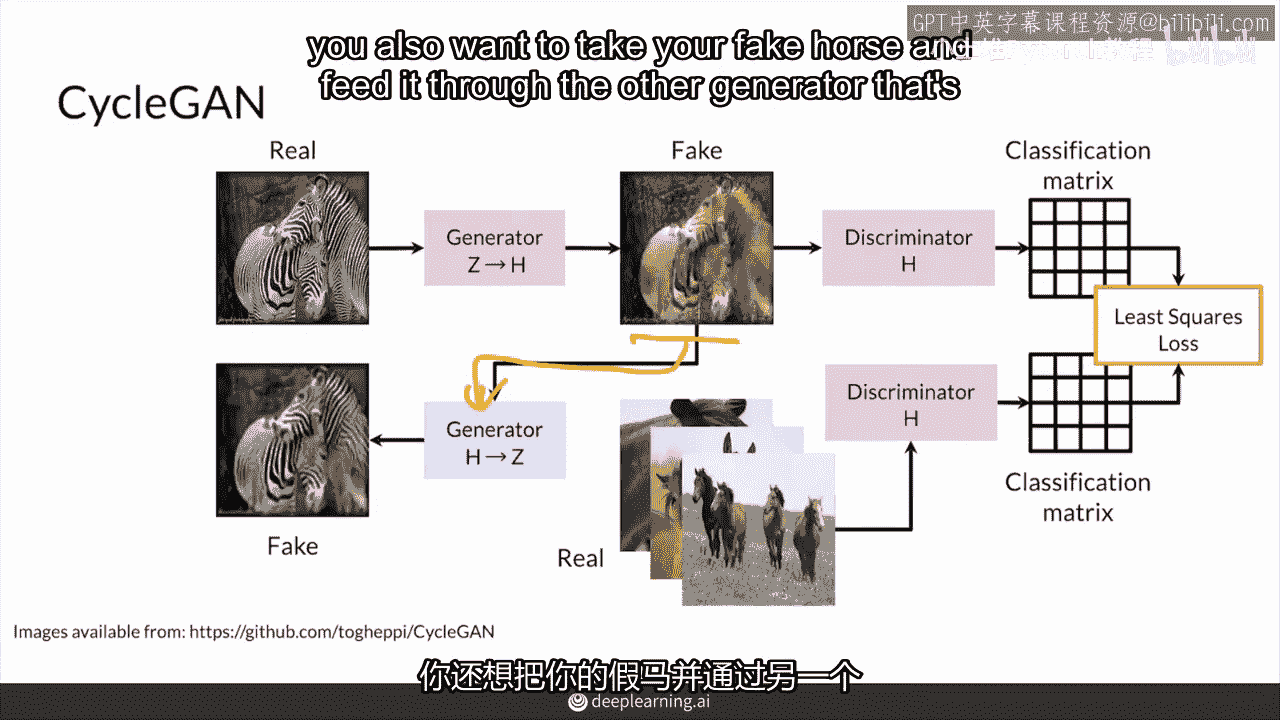 GPT中英字幕课程资源@bilibili.com
you also want to take your fake horse and
feed it through the other generator that's
CycleGAN
Real
Fake
Classification
matrix
Generator
Z → H
Discriminator
H
Least Squares
Loss
Generator
H → Z
Discriminator
H
Classification
matrix
Fake
Real
Images available from: https://github.com/togheppi/CycleGAN
你还想把你的假马并通过另一个
deeplearning.ai